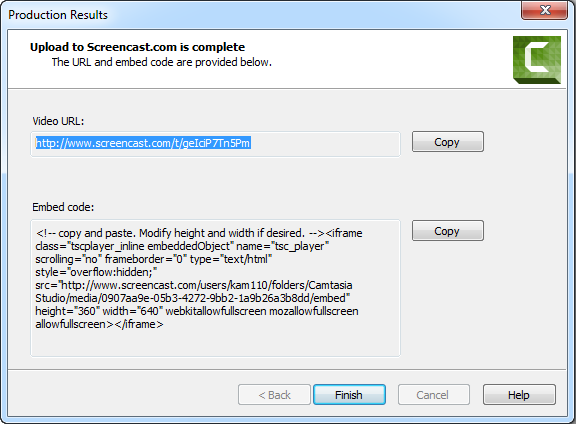 Production Results
Upload to Screencast.com is complete
The URL and embed code are provided below.
Video URL:
http://www.screencast.com/t/geIciP7Tn5Pm
Copy
Embed code:
Copy
<!-- copy and paste. Modify height and width if desired. --><iframe
class="tscplayer_inline embeddedObject" name="tsc_player"
scrolling="no" frameborder="0" type="text/html"
style="overflow:hidden;"
src="http://www.screencast.com/users/kam110/folders/Camtasia
Studio/media/0907aa9e-05b3-4272-9bb2-1a9b26a3b8dd/embed"
height="360" width="640" webkitallowfullscreen mozallowfullscreen
allowfullscreen></iframe>
< Back
Finish
Cancel
Help